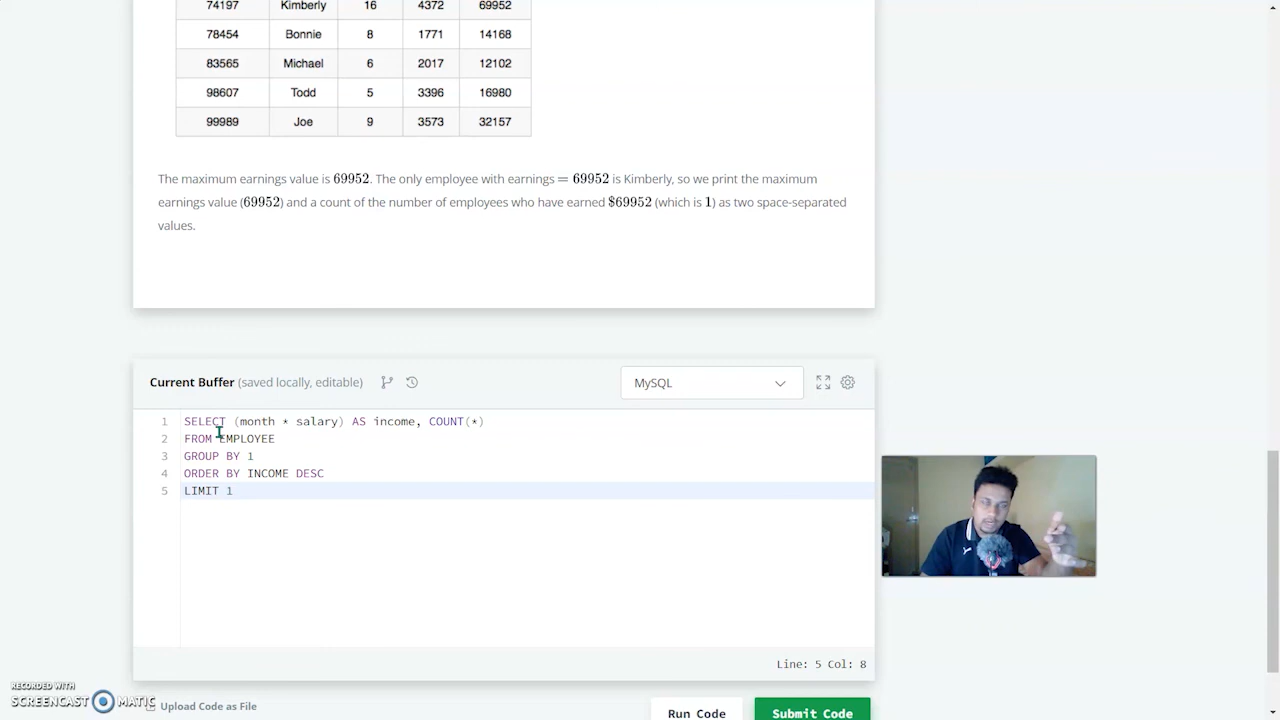 74197 Kimberly 16 4372 69952
78454 Bonnie 8 1771 14168
83565 Michael 6 2017 12102
98607 Todd 5 3396 16980
99989 Joe 9 3573 32157
The maximum earnings value is 69952. The only employee with earnings = 69952 is Kimberly, so we print the maximum
earnings value (69952) and a count of the number of employees who have earned $69952 (which is 1) as two space-separated
values.
Current Buffer (saved locally, editable)
MySQL
1 SELECT (month * salary) AS income, COUNT(*)
2 FROM EMPLOYEE
3 GROUP BY 1
4 ORDER BY INCOME DESC
5 LIMIT 1
Line: 5 Col: 8
RECORDED WITH
SCREENCAST MATIC
Upload Code as File
Run Code
Submit Code